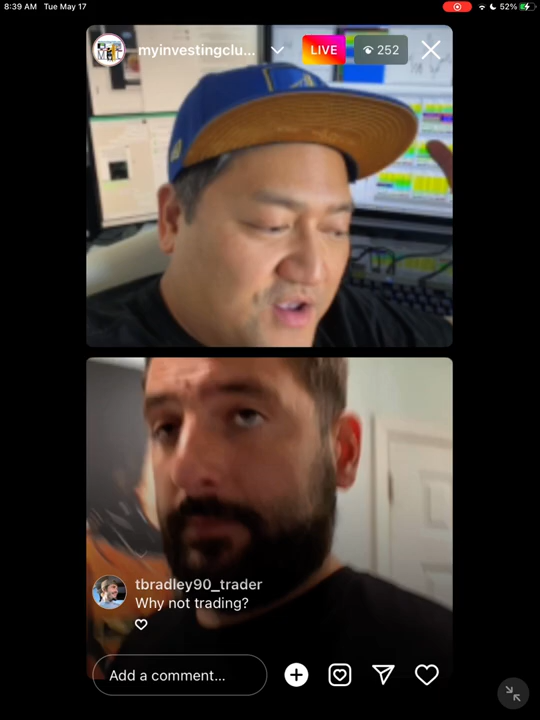 8:39 AM Tue May 17
52%
myinvestingclu...
LIVE
252
tbradley90_trader
Why not trading?
Add a comment...